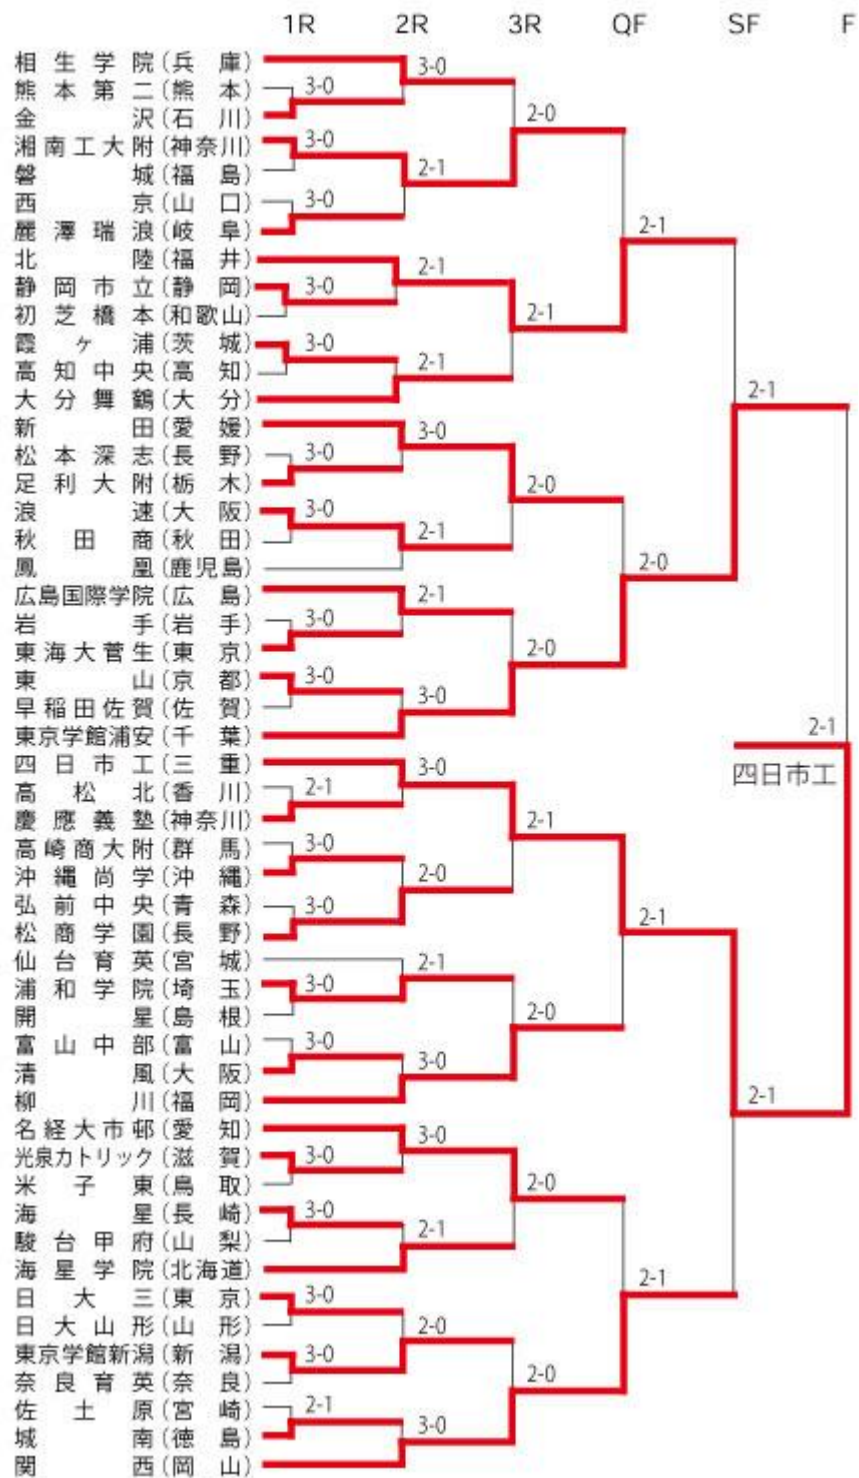 1R 2R 3R QF SF F
相生学院(兵庫)
3-0
熊本第二(熊本)
3-0
金沢(石川)
2-0
湘南工大附(神奈川)
3-0
磐城(福島)
2-1
西京(山口)
3-0
麗澤瑞浪(岐阜)
2-1
北陸(福井)
2-1
静岡市立(静岡)
3-0
初芝橋本(和歌山)
2-1
霞ヶ浦(茨城)
3-0
高知中央(高知)
2-1
大分舞鶴(大分)
2-1
新田(愛媛)
3-0
松本深志(長野)
3-0
足利大附(栃木)
2-0
浪速(大阪)
3-0
秋田商(秋田)
2-1
鳳凰(鹿児島)
2-0
広島国際学院(広島)
2-1
岩手(岩手)
3-0
東海大菅生(東京)
2-0
東山(京都)
3-0
早稲田佐賀(佐賀)
3-0
東京学館浦安(千葉)
2-1
四日市工
四日市工(三重)
3-0
高松北(香川)
2-1
慶應義塾(神奈川)
2-1
高崎商大附(群馬)
3-0
沖縄尚学(沖縄)
2-0
弘前中央(青森)
3-0
松商学園(長野)
2-1
仙台育英(宮城)
2-1
浦和学院(埼玉)
3-0
開星(島根)
2-0
富山中部(富山)
3-0
清風(大阪)
3-0
柳川(福岡)
2-1
名経大市邨(愛知)
3-0
光泉カトリック(滋賀)
3-0
米子東(鳥取)
2-0
海星(長崎)
3-0
駿台甲府(山梨)
2-1
海星学院(北海道)
2-1
日大三(東京)
3-0
日大山形(山形)
2-0
東京学館新潟(新潟)
3-0
奈良育英(奈良)
2-0
佐土原(宮崎)
2-1
城南(徳島)
3-0
関西(岡山)